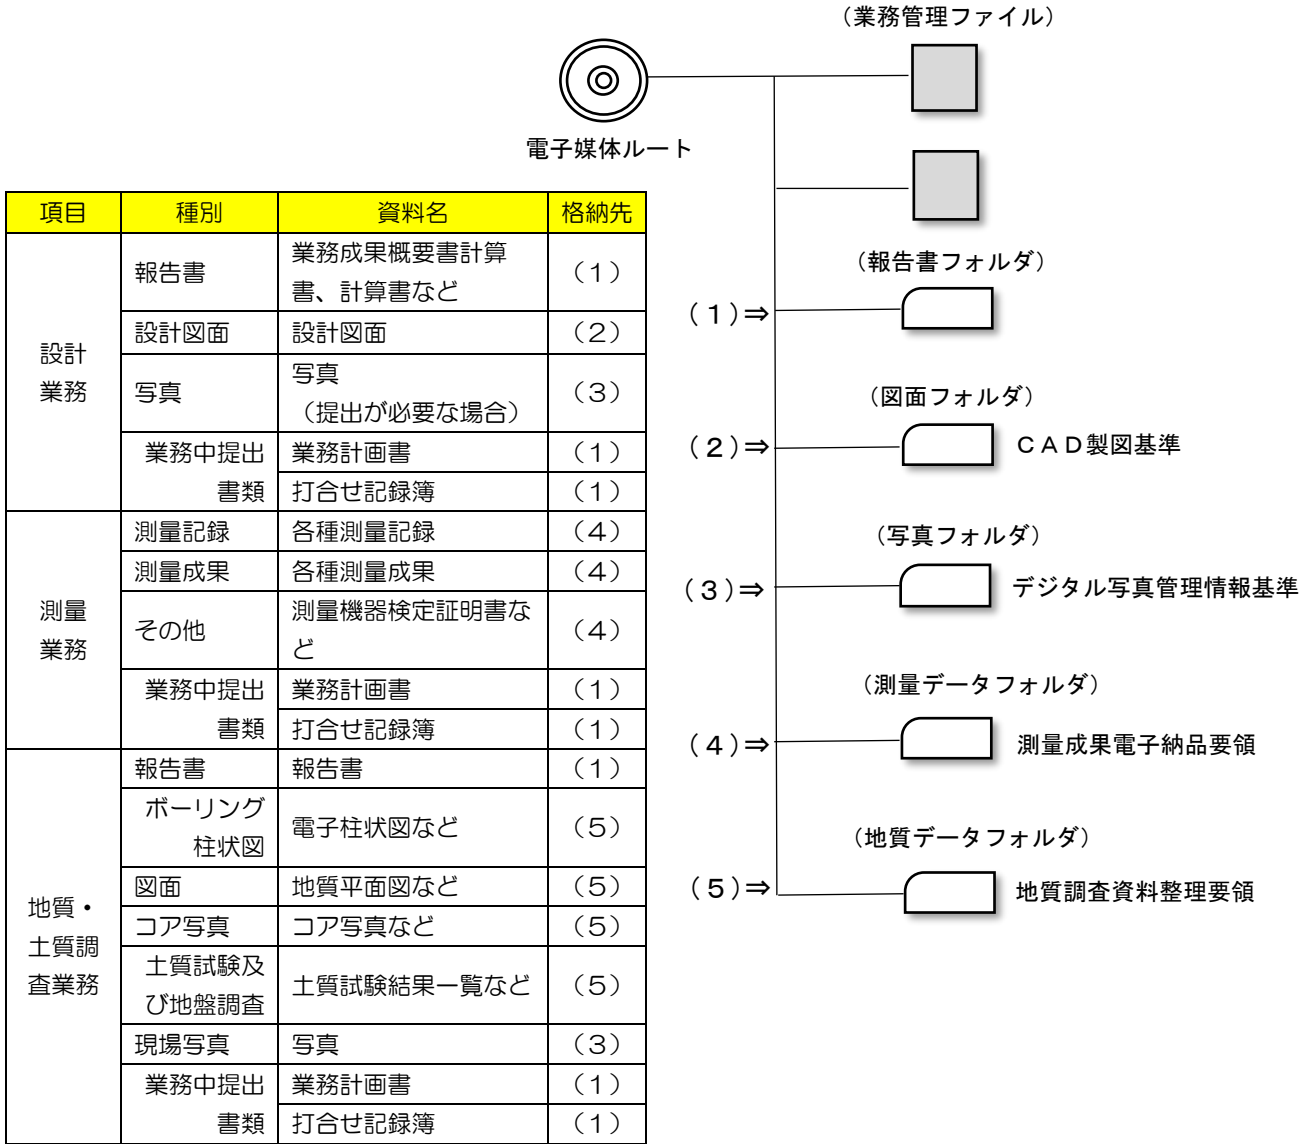 （業務管理ファイル）
電子媒体ルート
項目 種別 資料名 格納先
設計
業務
報告書
業務成果概要書計算
書、計算書など
（１）
設計図面 設計図面 （２）
写真
写真
（提出が必要な場合）
（３）
業務中提出
書類
業務計画書 （１）
打合せ記録簿 （１）
測量
業務
測量記録 各種測量記録 （４）
測量成果 各種測量成果 （４）
その他
測量機器検定証明書な
ど
（４）
業務中提出
書類
業務計画書 （１）
打合せ記録簿 （１）
地質・
土質調
査業務
報告書 報告書 （１）
ボーリング
柱状図
電子柱状図など （５）
図面 地質平面図など （５）
コア写真 コア写真など （５）
土質試験及
び地盤調査
土質試験結果一覧など （５）
現場写真 写真 （３）
業務中提出
書類
業務計画書 （１）
打合せ記録簿 （１）
（報告書フォルダ）
（１）⇒
（図面フォルダ）
（２）⇒ ＣＡＤ製図基準
（写真フォルダ）
（３）⇒ デジタル写真管理情報基準
（測量データフォルダ）
（４）⇒ 測量成果電子納品要領
（地質データフォルダ）
（５）⇒ 地質調査資料整理要領